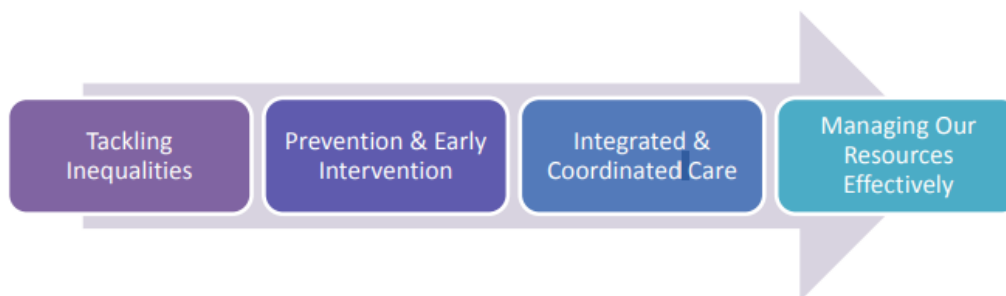 Tackling
Inequalities
Prevention & Early
Intervention
Integrated &
Coordinated Care
Managing Our
Resources
Effectively